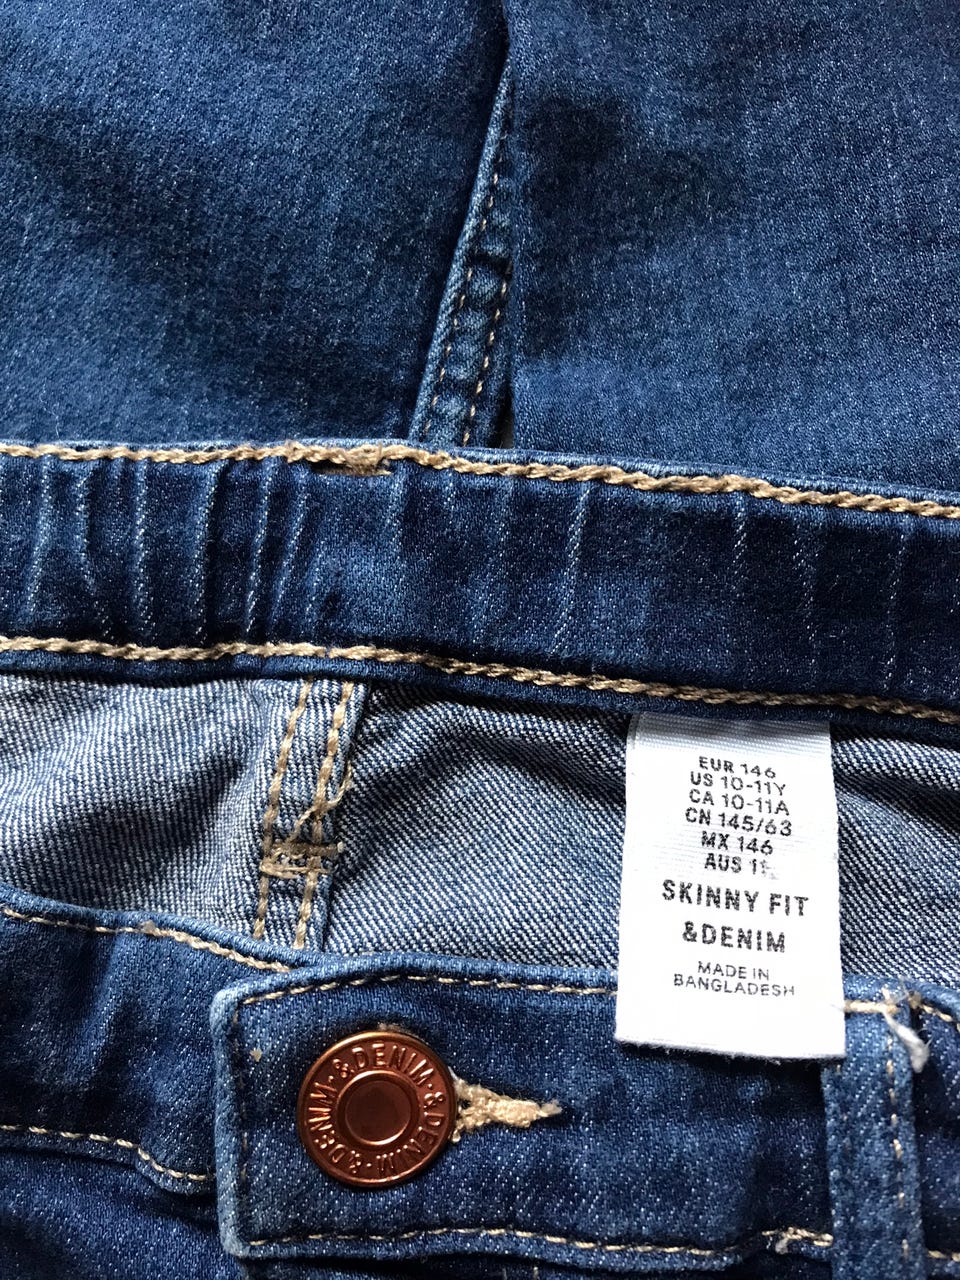 EUR 146
US 10-11Y
CA 10-11A
CN 145/63
MX 146
AUS
SKINNY FIT
&DENIM
MADE IN
BANGLADESH
&DENIM·&DENIM·&DENIM·